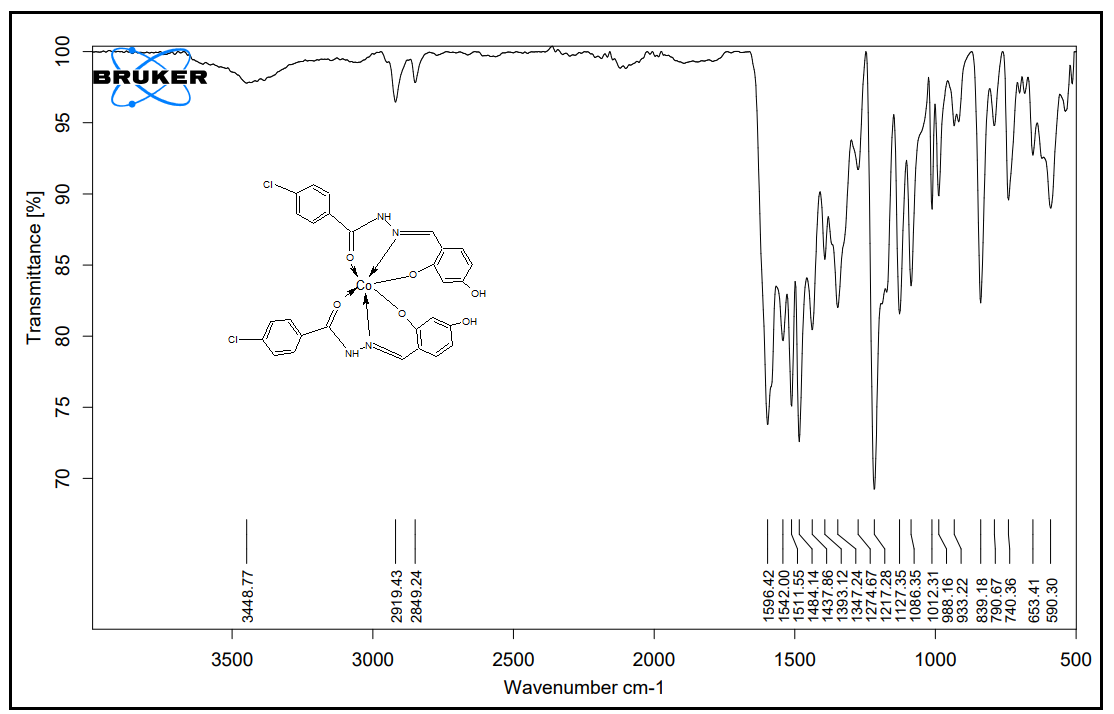 BRUKER
Transmittance [%]
100
95
90
85
80
75
70
Cl
NH
N
O
O
OH
Co
O
O
OH
Cl
NH
N
3448.77
2919.43
2849.24
1596.42
1542.00
1511.55
1484.14
1437.86
1393.12
1347.24
1274.67
1217.28
1127.35
1086.35
1012.31
988.16
933.22
839.18
790.67
740.36
653.41
590.30
3500 3000 2500 2000 1500 1000 500
Wavenumber cm-1